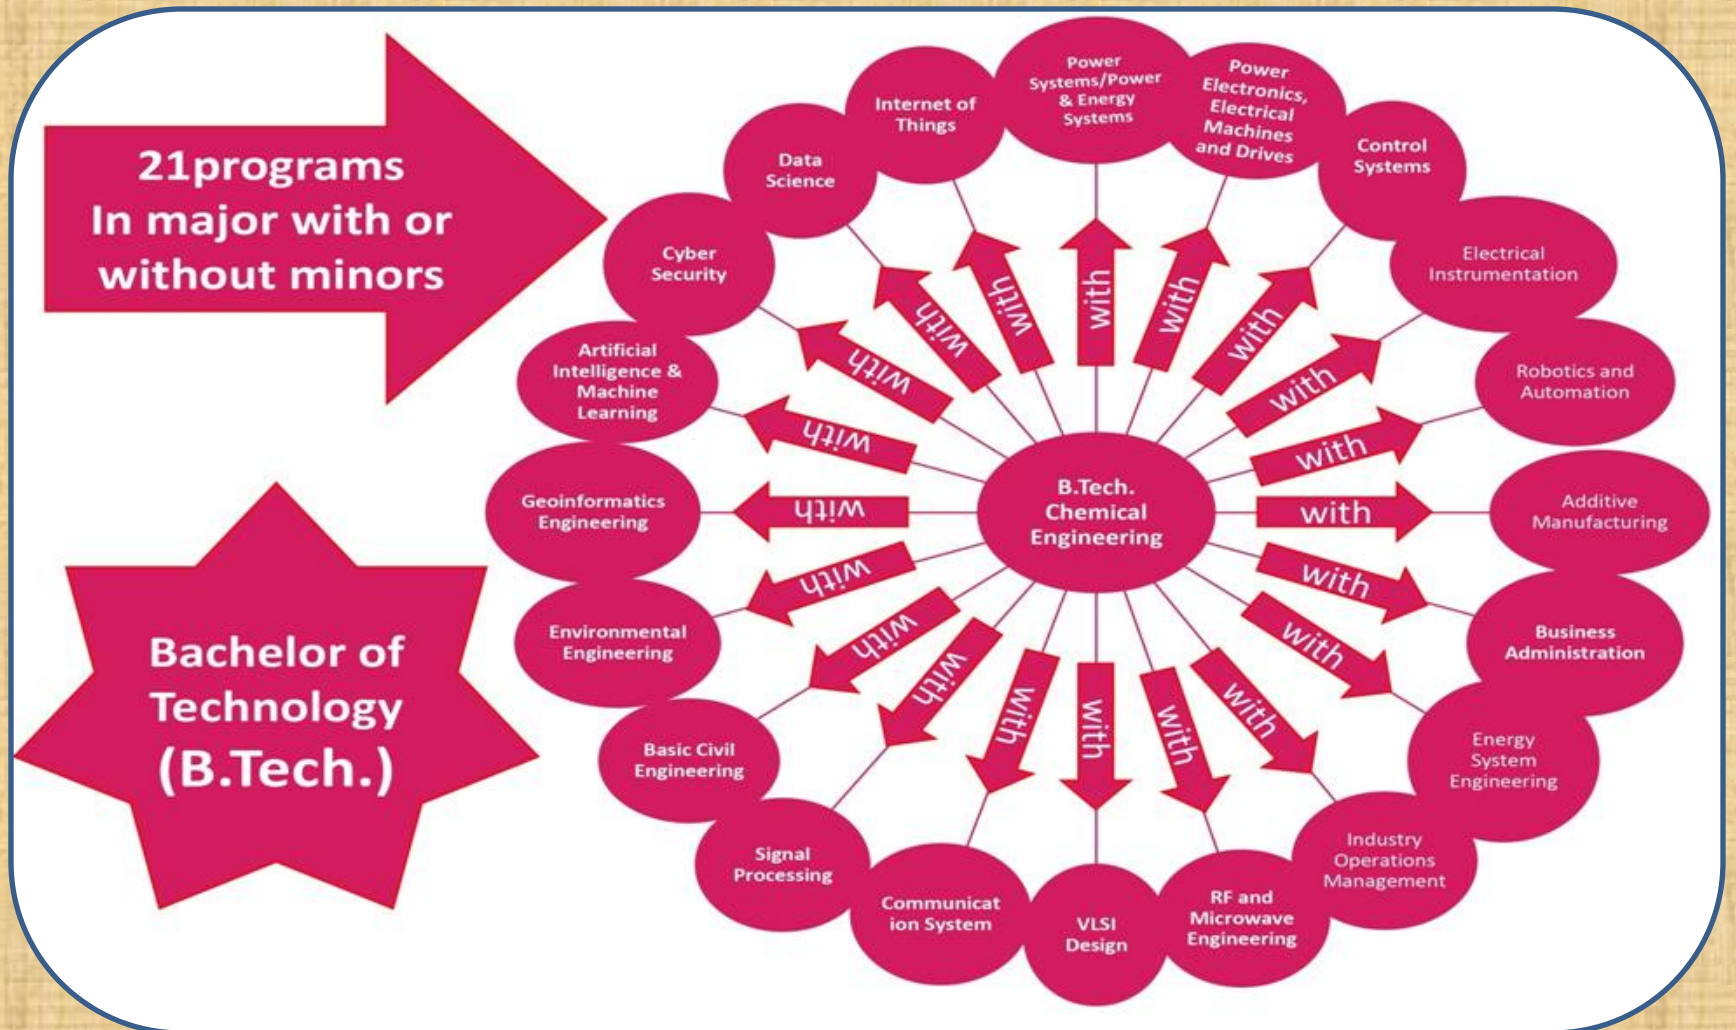 21programs
In major with or
without minors
Bachelor of
Technology
(B.Tech.)
B.Tech.
Chemical
Engineering
Power
Systems/Power
& Energy
Systems
with
Power
Electronics,
Electrical
Machines
and Drives
with
Control
Systems
with
Electrical
Instrumentation
with
Robotics and
Automation
with
Additive
Manufacturing
with
Business
Administration
with
Energy
System
Engineering
with
Industry
Operations
Management
with
RF and
Microwave
Engineering
with
VLSI
Design
with
Communicat
ion System
with
Signal
Processing
with
Basic Civil
Engineering
with
Environmental
Engineering
with
Geoinformatics
Engineering
with
Artificial
Intelligence &
Machine
Learning
with
Cyber
Security
with
Data
Science
with
Internet of
Things
with